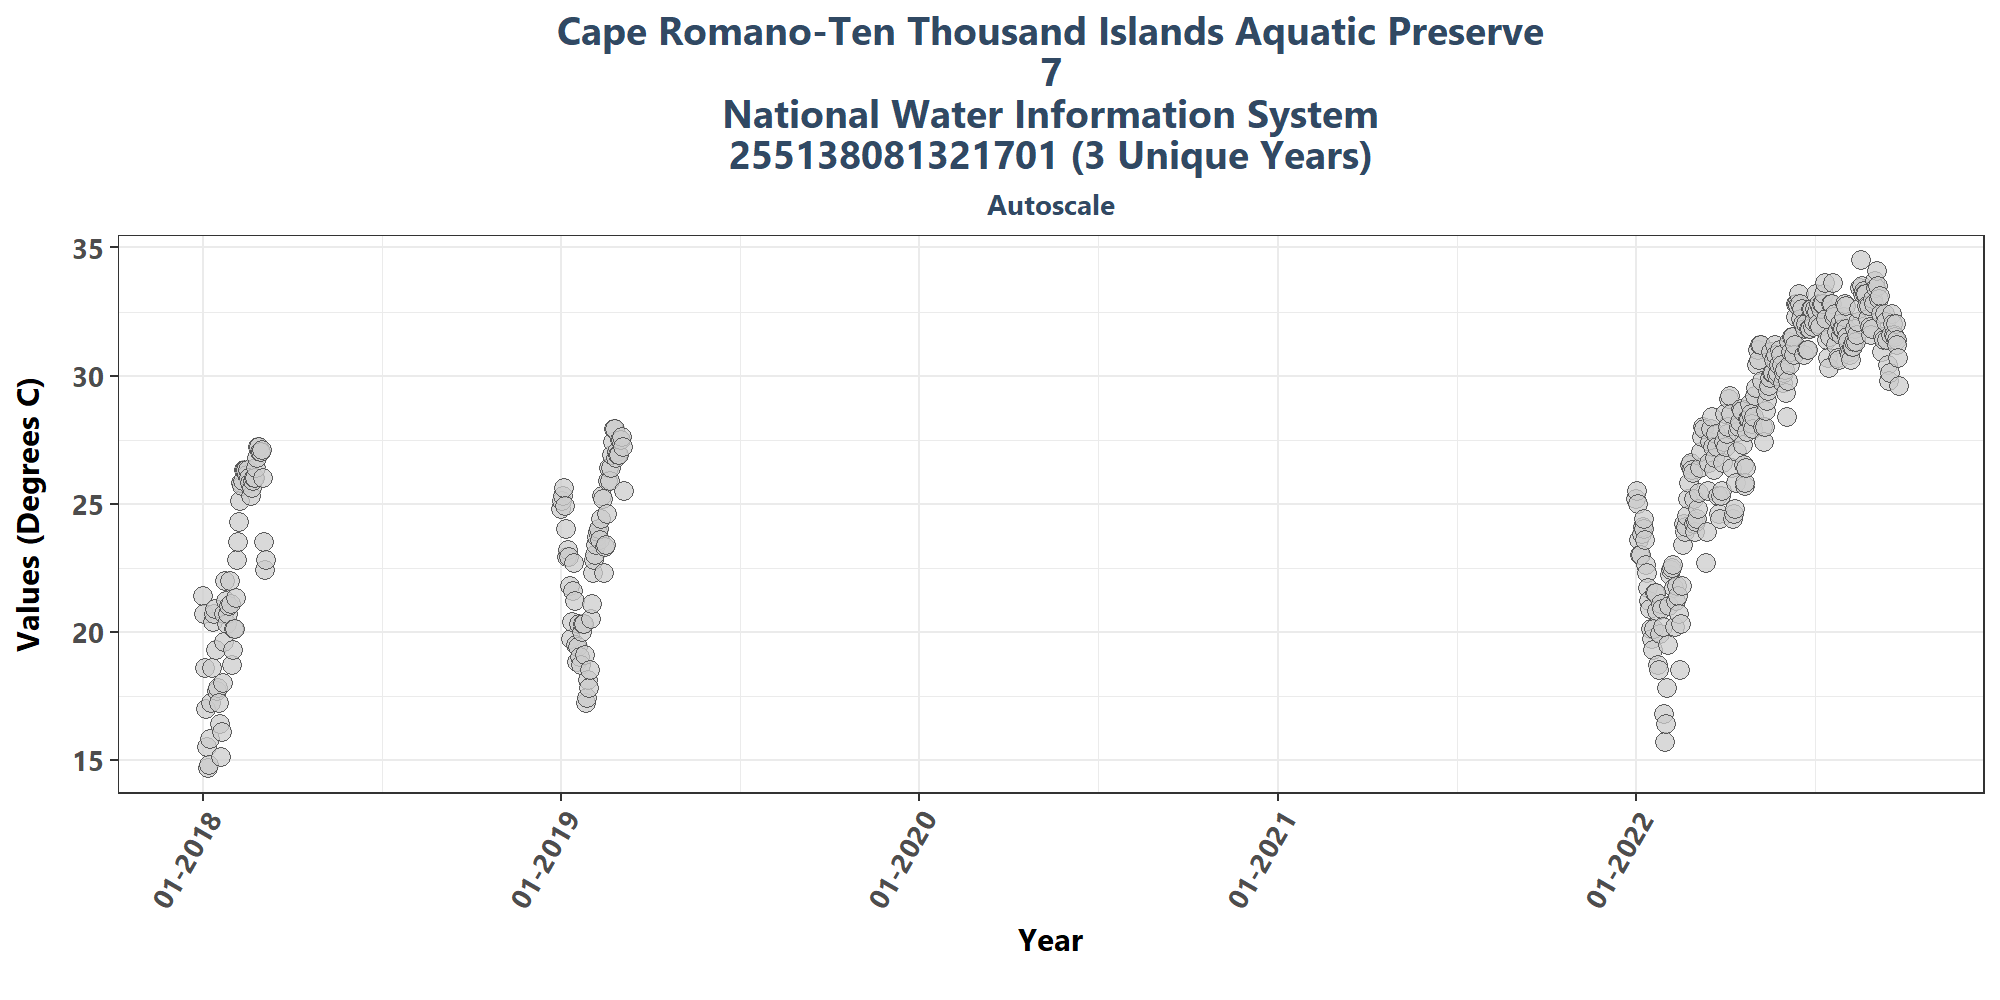 Cape Romano-Ten Thousand Islands Aquatic Preserve
7
National Water Information System
255138081321701 (3 Unique Years)
Autoscale
Values (Degrees C)
35
30
25
20
15
01-2018
01-2019
01-2020
01-2021
01-2022
Year